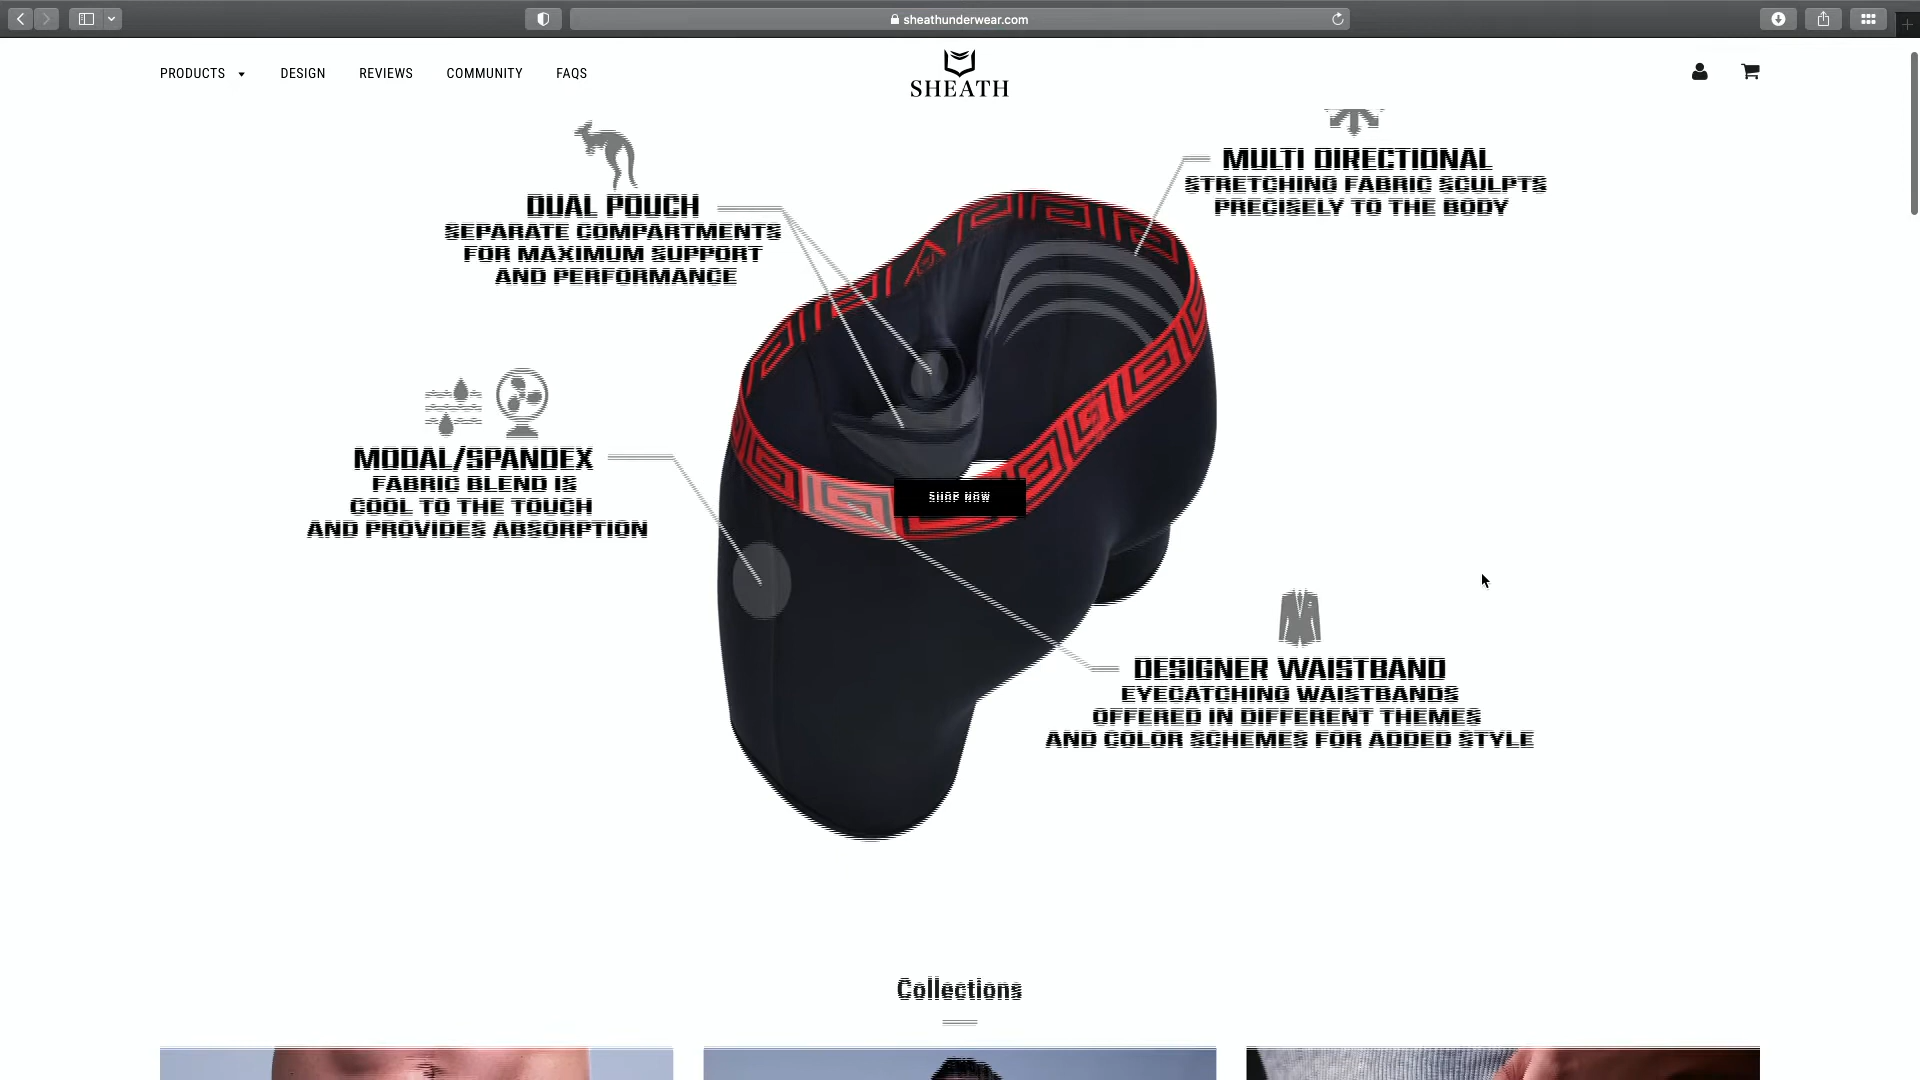 sheathunderwear.com
PRODUCTS
DESIGN
REVIEWS
COMMUNITY
FAQS
SHEATH
DUAL POUCH
SEPARATE COMPARTMENTS
FOR MAXIMUM SUPPORT
AND PERFORMANCE
MULTI DIRECTIONAL
STRETCHING FABRIC SCULPTS
PRECISELY TO THE BODY
MODAL/SPANDEX
FABRIC BLEND IS
COOL TO THE TOUCH
AND PROVIDES ABSORPTION
SHOP NOW
DESIGNER WAISTBAND
EYECATCHING WAISTBANDS
OFFERED IN DIFFERENT THEMES
AND COLOR SCHEMES FOR ADDED STYLE
Collections